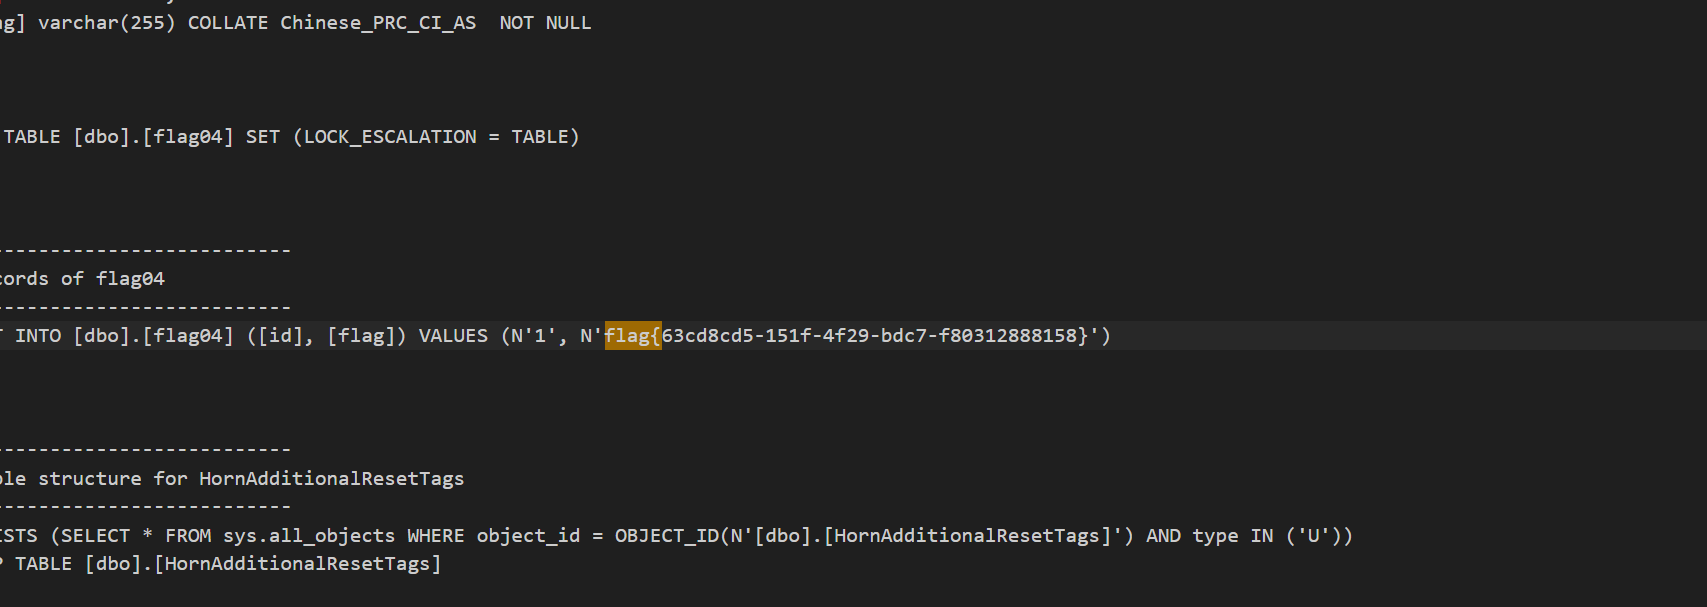 ng] varchar(255) COLLATE Chinese_PRC_CI_AS  NOT NULL
TABLE [dbo].[flag04] SET (LOCK_ESCALATION = TABLE)
--------------------------
cords of flag04
--------------------------
T INTO [dbo].[flag04] ([id], [flag]) VALUES (N'1', N'flag{63cd8cd5-151f-4f29-bdc7-f80312888158}')
--------------------------
ble structure for HornAdditionalResetTags
--------------------------
ISTS (SELECT * FROM sys.all_objects WHERE object_id = OBJECT_ID(N'[dbo].[HornAdditionalResetTags]') AND type IN ('U'))
P TABLE [dbo].[HornAdditionalResetTags]